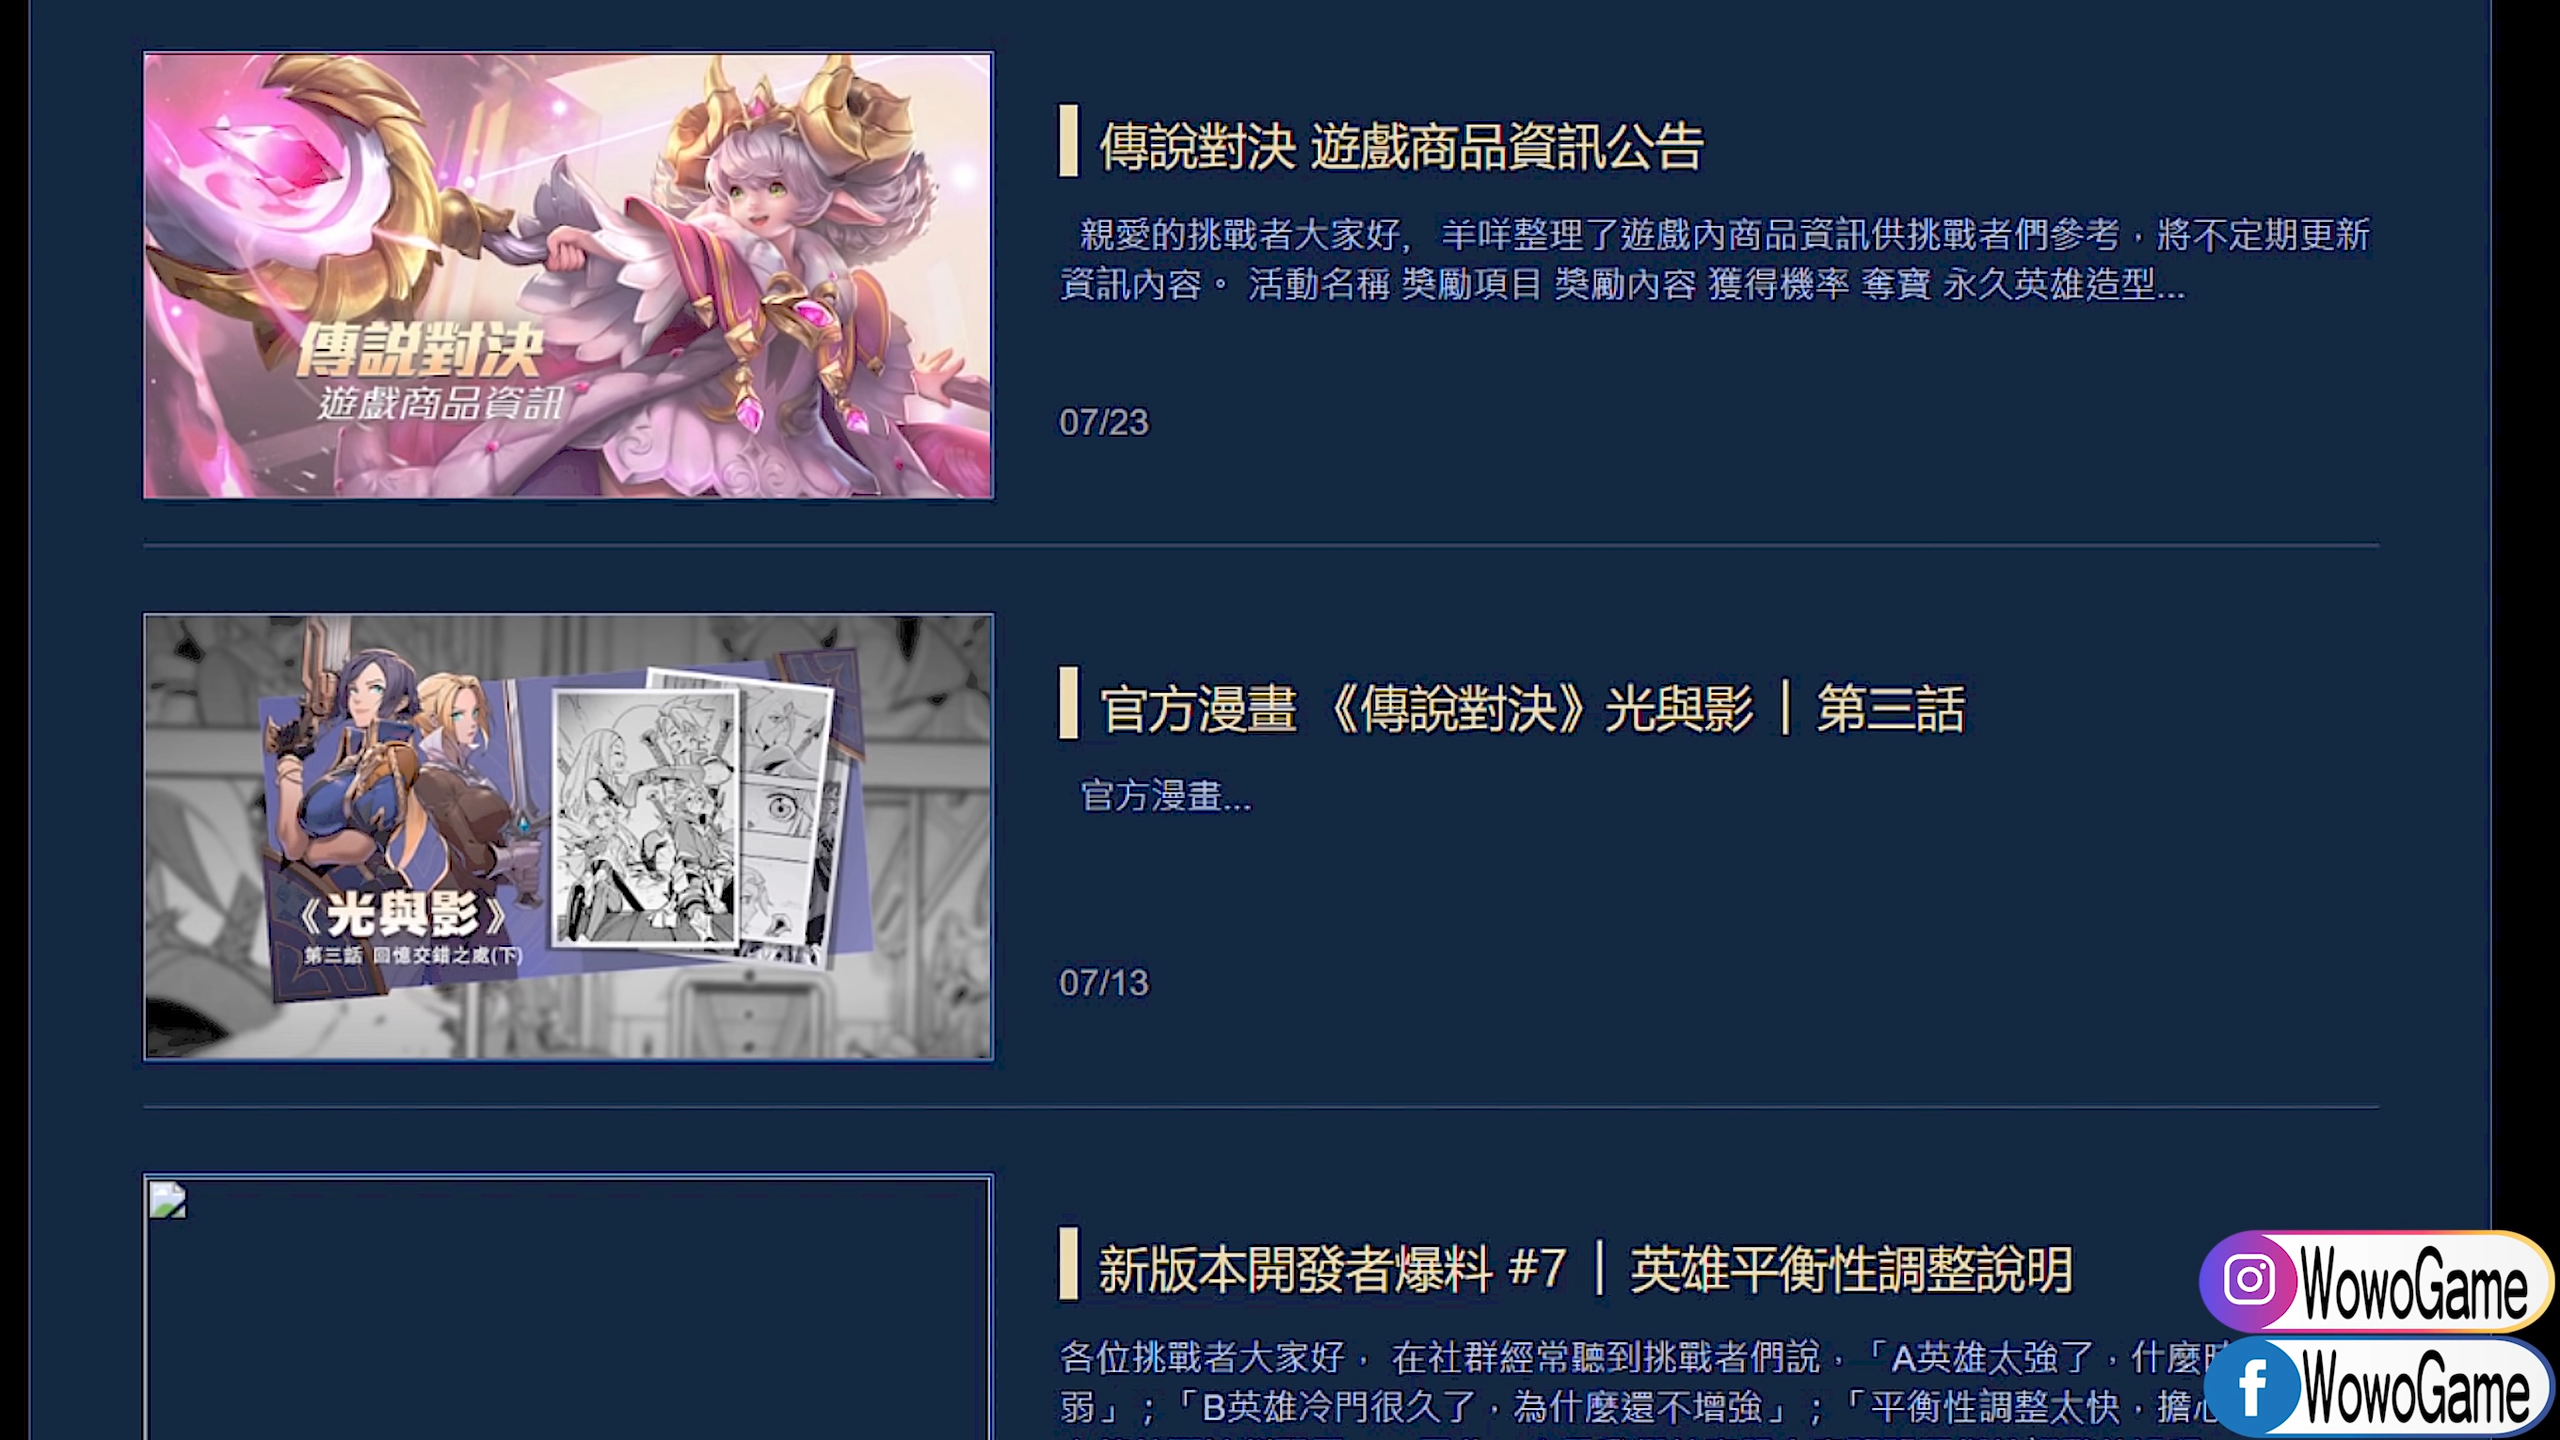 傳說對決
遊戲商品資訊
傳說對決 遊戲商品資訊公告
親愛的挑戰者大家好, 羊咩整理了遊戲內商品資訊供挑戰者們參考，將不定期更新
資訊內容。 活動名稱 獎勵項目 獎勵內容 獲得機率 奪寶 永久英雄造型...
07/23
《光與影》
第三話 回憶交錯之處(下)
官方漫畫 《傳說對決》光與影｜第三話
官方漫畫...
07/13
新版本開發者爆料 #7｜英雄平衡性調整說明
各位挑戰者大家好， 在社群經常聽到挑戰者們說，「A英雄太強了，什麼
弱」；「B英雄冷門很久了，為什麼還不增強」；「平衡性調整太快，擔
WowoGame
WowoGame